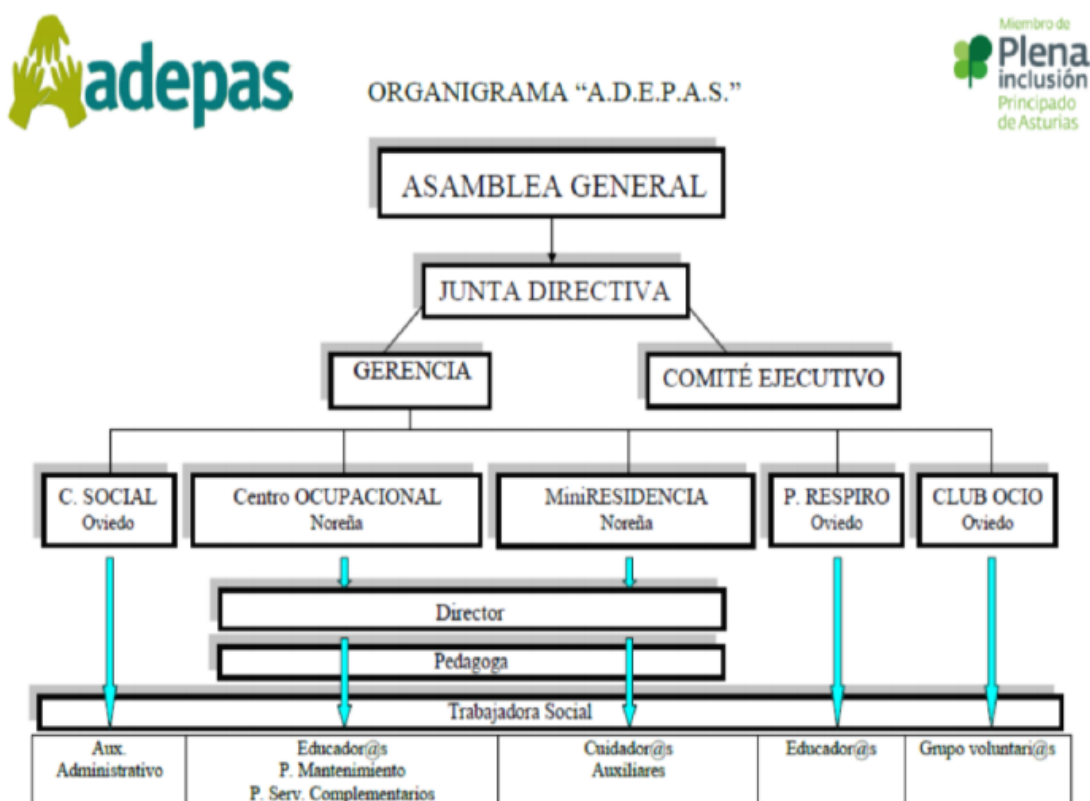 adepas
Miembro de
Plena
inclusión
Principado
de Asturias
ORGANIGRAMA “A.D.E.P.A.S.”
ASAMBLEA GENERAL
JUNTA DIRECTIVA
GERENCIA
COMITÉ EJECUTIVO
C. SOCIAL
Oviedo
Centro OCUPACIONAL
Noreña
MiniRESIDENCIA
Noreña
P. RESPIRO
Oviedo
CLUB OCIO
Oviedo
Director
Pedagoga
Trabajadora Social
Aux.
Administrativo
Educador@s
P. Mantenimiento
P. Serv. Complementarios
Cuidador@s
Auxiliares
Educador@s
Grupo voluntari@s